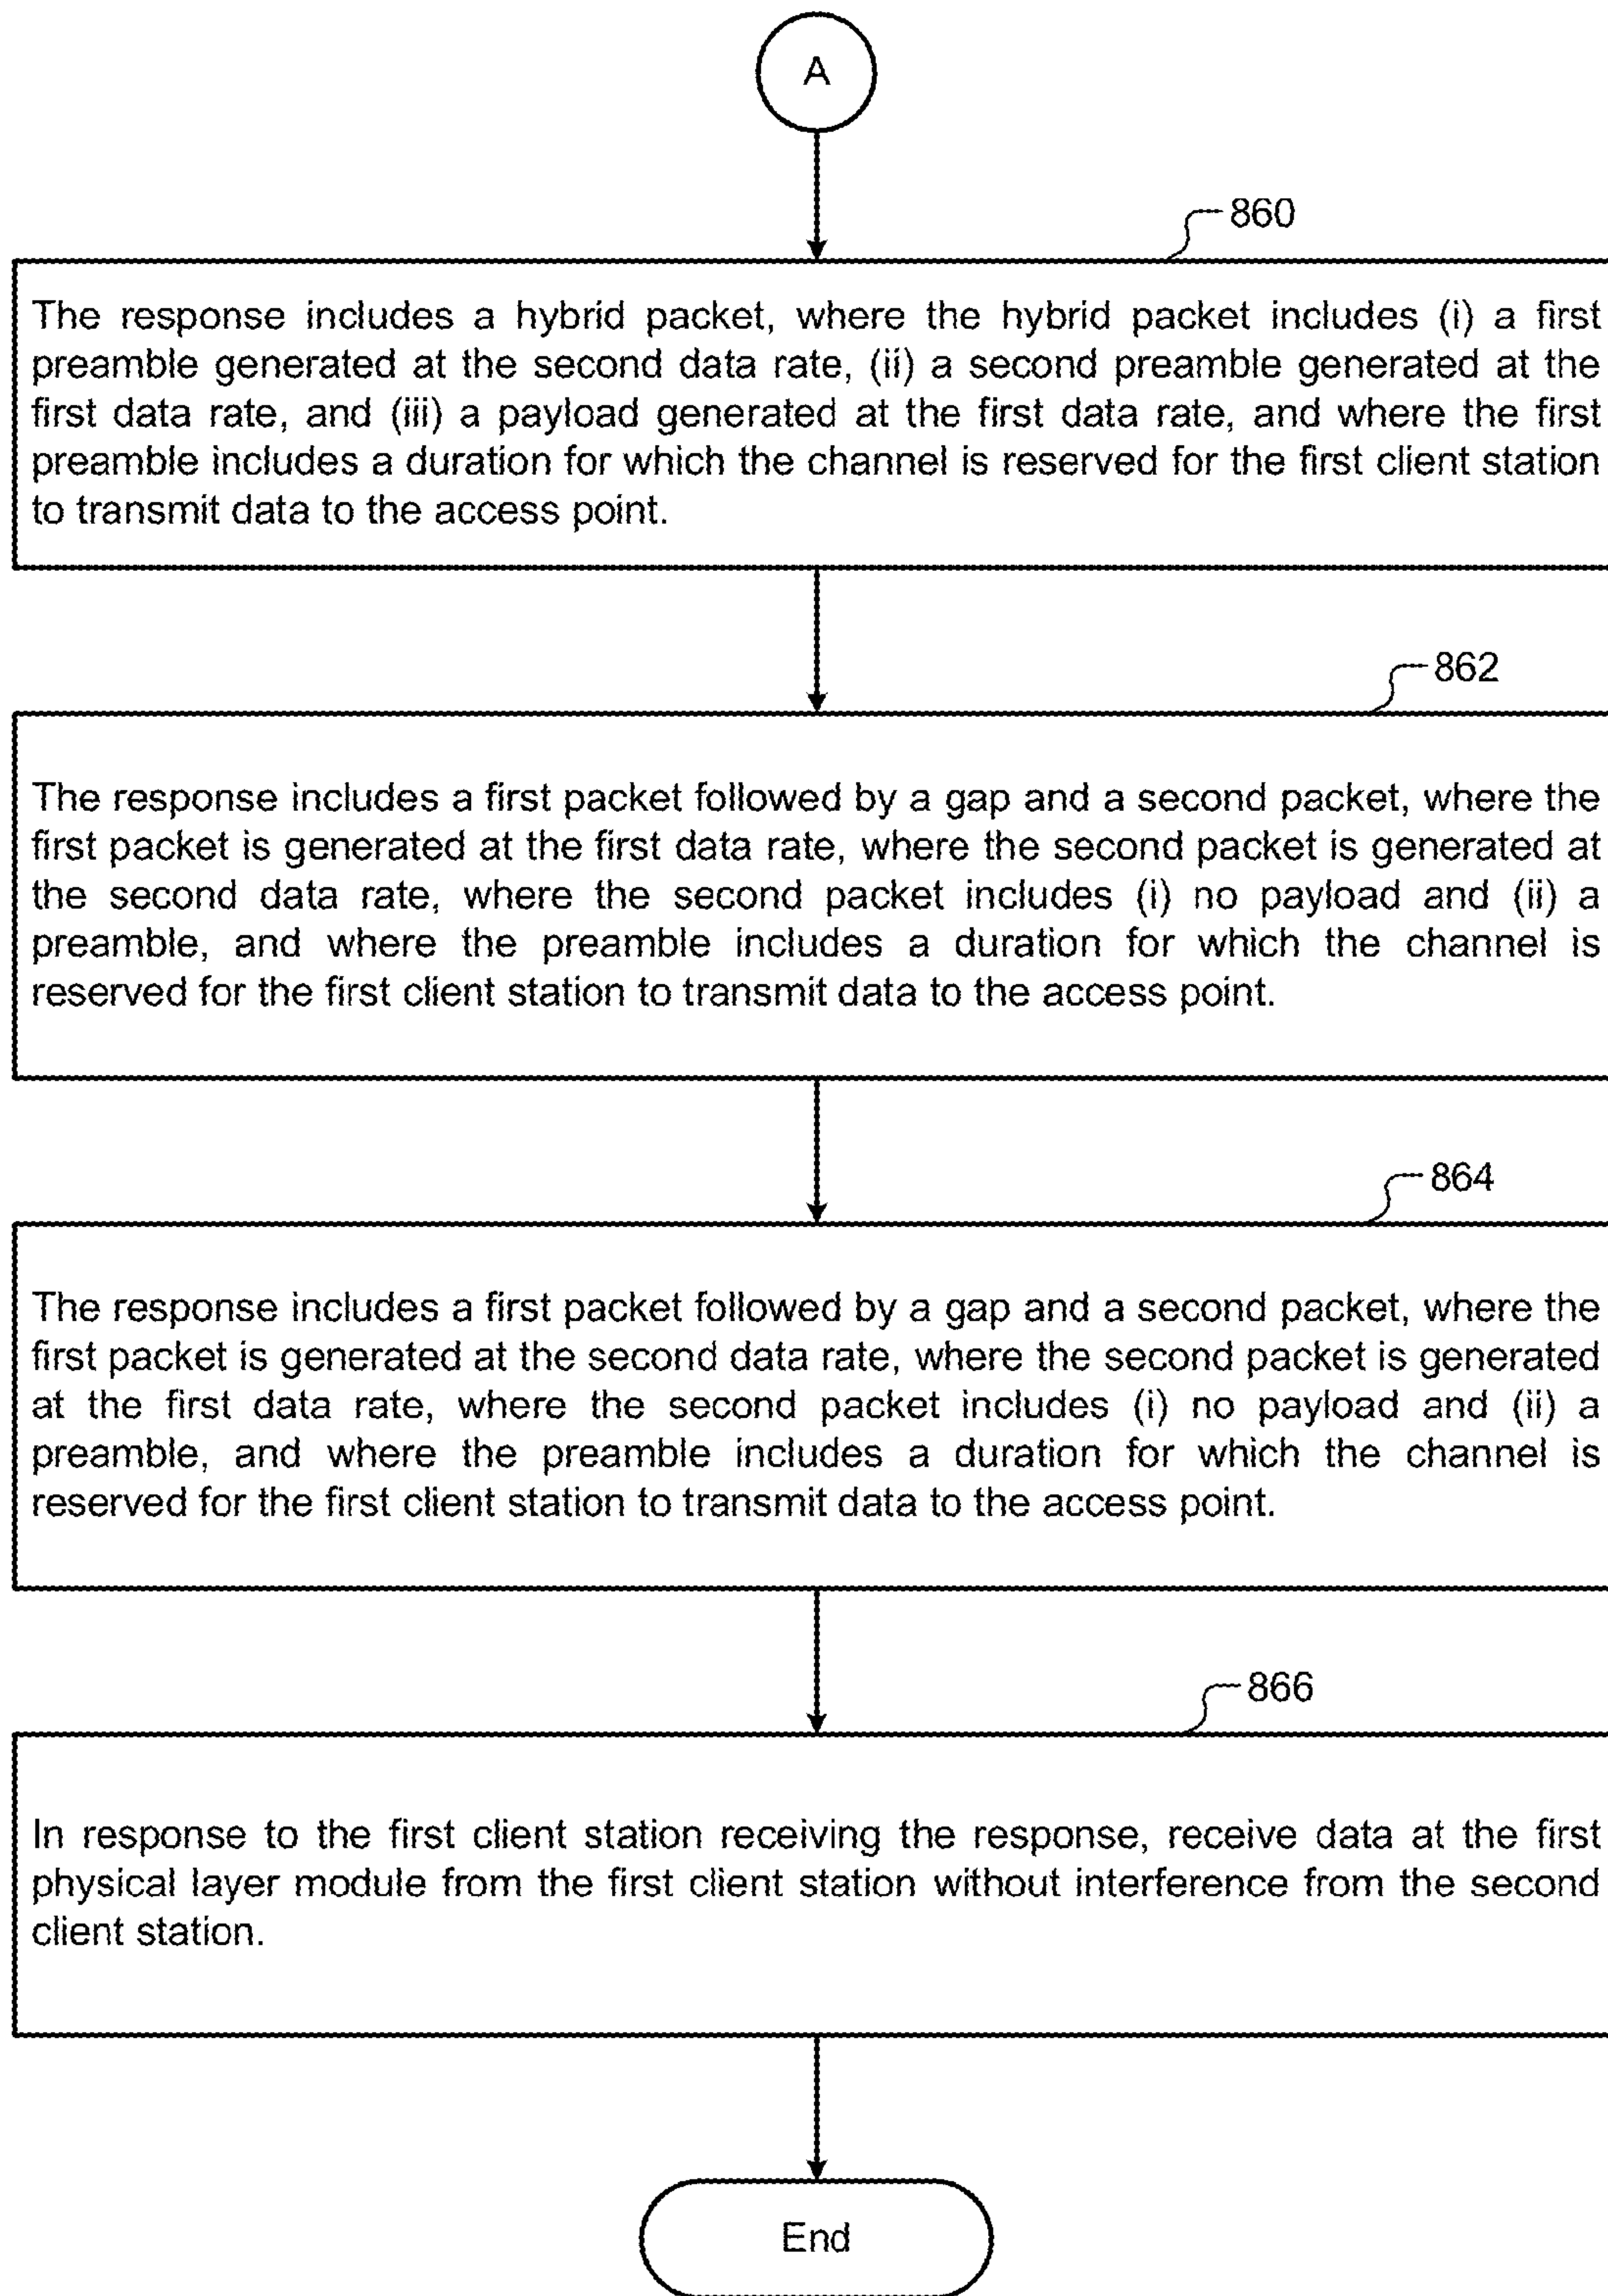 A
860
The response includes a hybrid packet, where the hybrid packet includes (i) a first
preamble generated at the second data rate, (ii) a second preamble generated at the
first data rate, and (iii) a payload generated at the first data rate, and where the first
preamble includes a duration for which the channel is reserved for the first client station
to transmit data to the access point.
862
The response includes a first packet followed by a gap and a second packet, where the
first packet is generated at the first data rate, where the second packet is generated at
the second data rate, where the second packet includes (i) no payload and (ii) a
preamble, and where the preamble includes a duration for which the channel is
reserved for the first client station to transmit data to the access point.
864
The response includes a first packet followed by a gap and a second packet, where the
first packet is generated at the second data rate, where the second packet is generated
at the first data rate, where the second packet includes (i) no payload and (ii) a
preamble, and where the preamble includes a duration for which the channel is
reserved for the first client station to transmit data to the access point.
866
In response to the first client station receiving the response, receive data at the first
physical layer module from the first client station without interference from the second
client station.
End